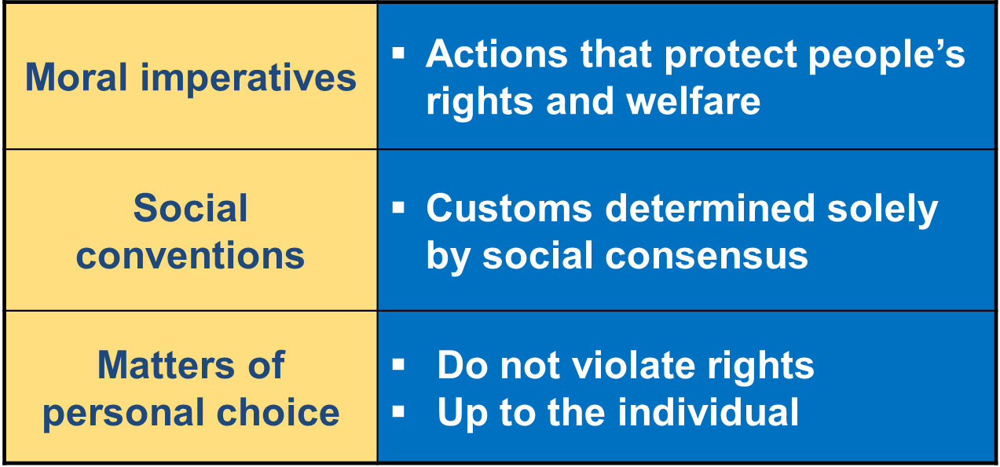 Moral imperatives
▪ Actions that protect people’s
rights and welfare
Social
conventions
▪ Customs determined solely
by social consensus
Matters of
personal choice
▪ Do not violate rights
▪ Up to the individual